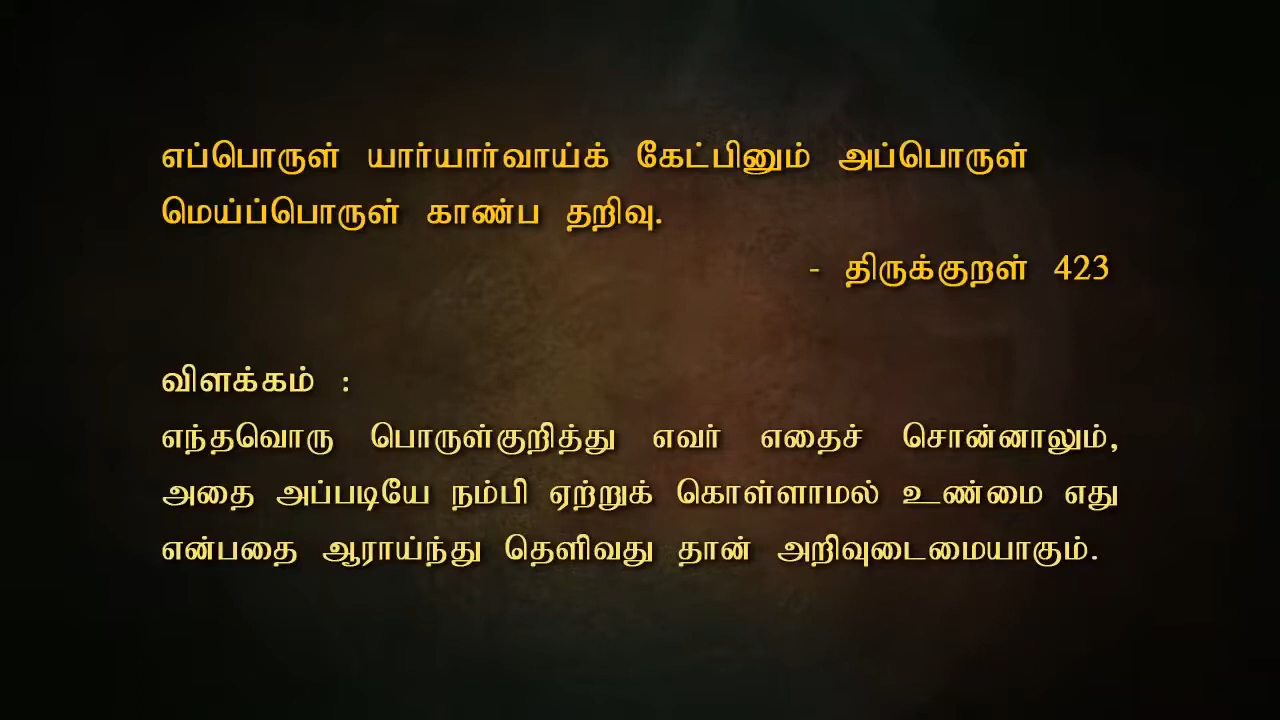 எப்பொருள் யார்யார்வாய்க் கேட்பினும் அப்பொருள்
மெய்ப்பொருள் காண்ப தறிவு.
- திருக்குறள் 423
விளக்கம் :
எந்தவொரு பொருள்குறித்து எவர் எதைச் சொன்னாலும்,
அதை அப்படியே நம்பி ஏற்றுக் கொள்ளாமல் உண்மை எது
என்பதை ஆராய்ந்து தெளிவது தான் அறிவுடைமையாகும்.